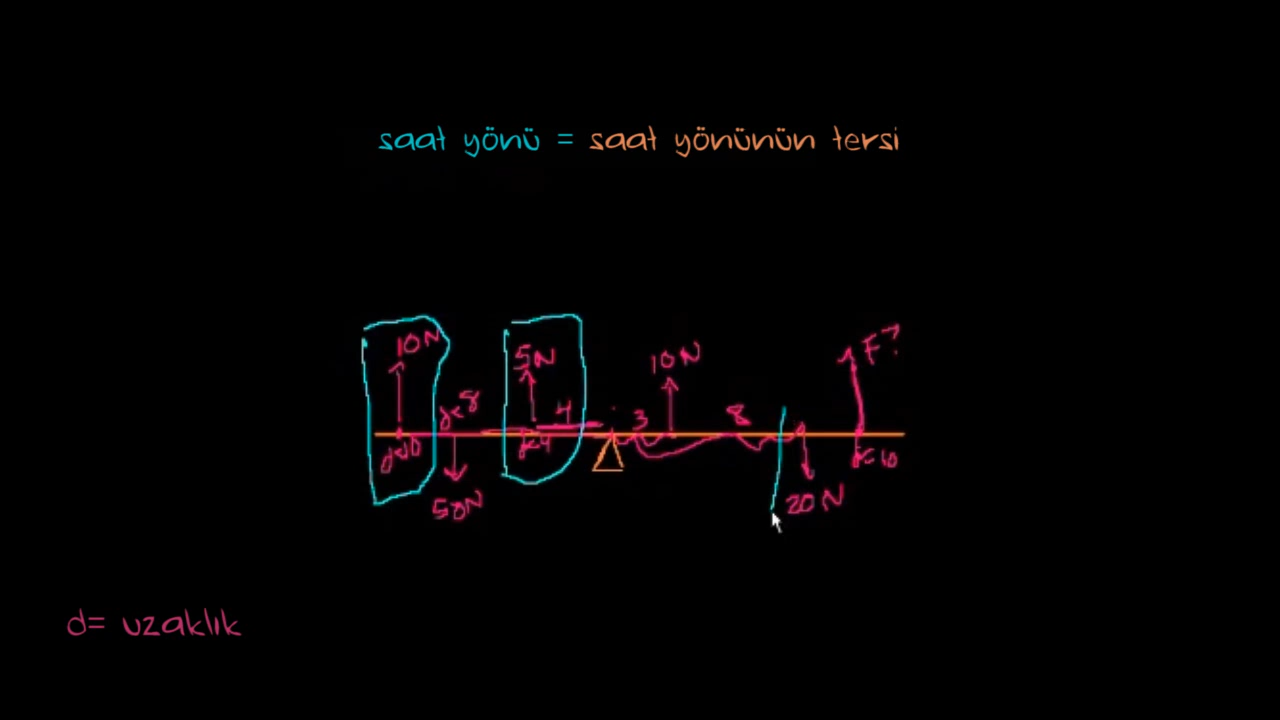 saat yönü = saat yönünün tersi
10N
5N
10N
F?
d=8
4
3
8
d=10
d=4
d=10
50N
20N
d= uzaklık